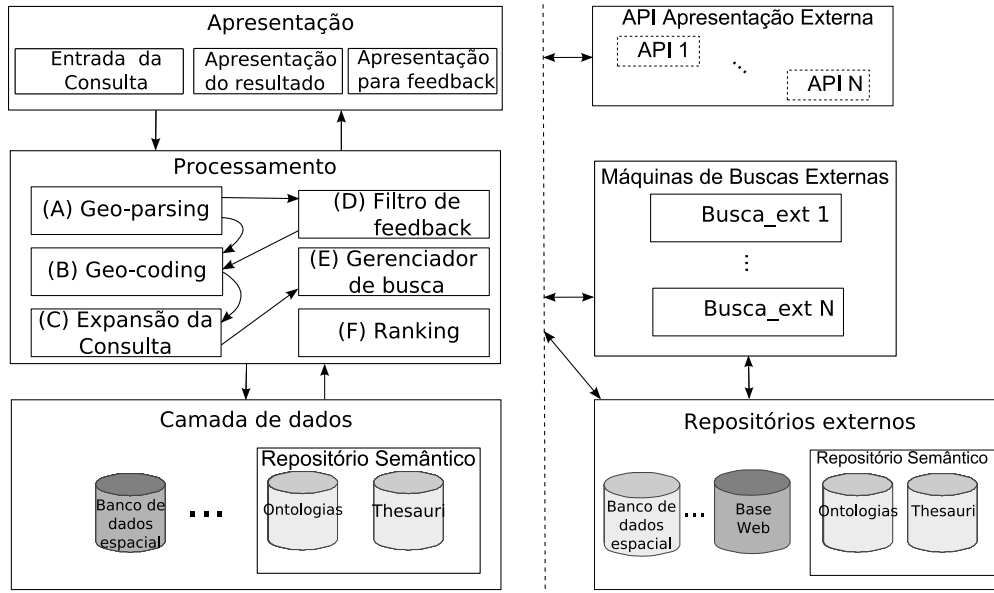 Apresentação
Entrada da
Consulta
Apresentação
do resultado
Apresentação
para feedback
Processamento
(A) Geo-parsing
(D) Filtro de
feedback
(B) Geo-coding
(E) Gerenciador
de busca
(C) Expansão da
Consulta
(F) Ranking
Camada de dados
Banco de
dados
espacial
...
Repositório Semântico
Ontologias
Thesauri
API Apresentação Externa
API 1
...
API N
Máquinas de Buscas Externas
Busca_ext 1
...
Busca_ext N
Repositórios externos
Banco de
dados
espacial
...
Base
Web
Repositório Semântico
Ontologias
Thesauri